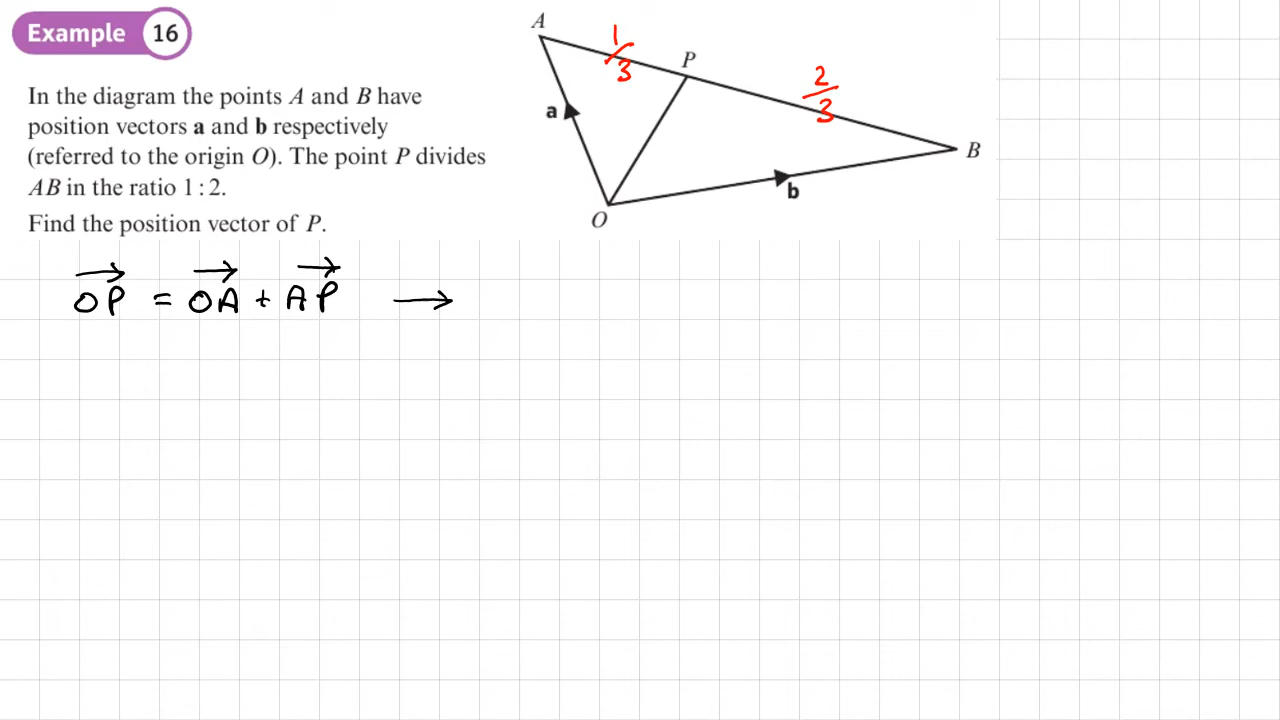 Example 16
In the diagram the points A and B have
position vectors a and b respectively
(referred to the origin O). The point P divides
AB in the ratio 1 : 2.
Find the position vector of P.
A
1/3
P
2/3
a
B
b
O
→OP = →OA + →AP →